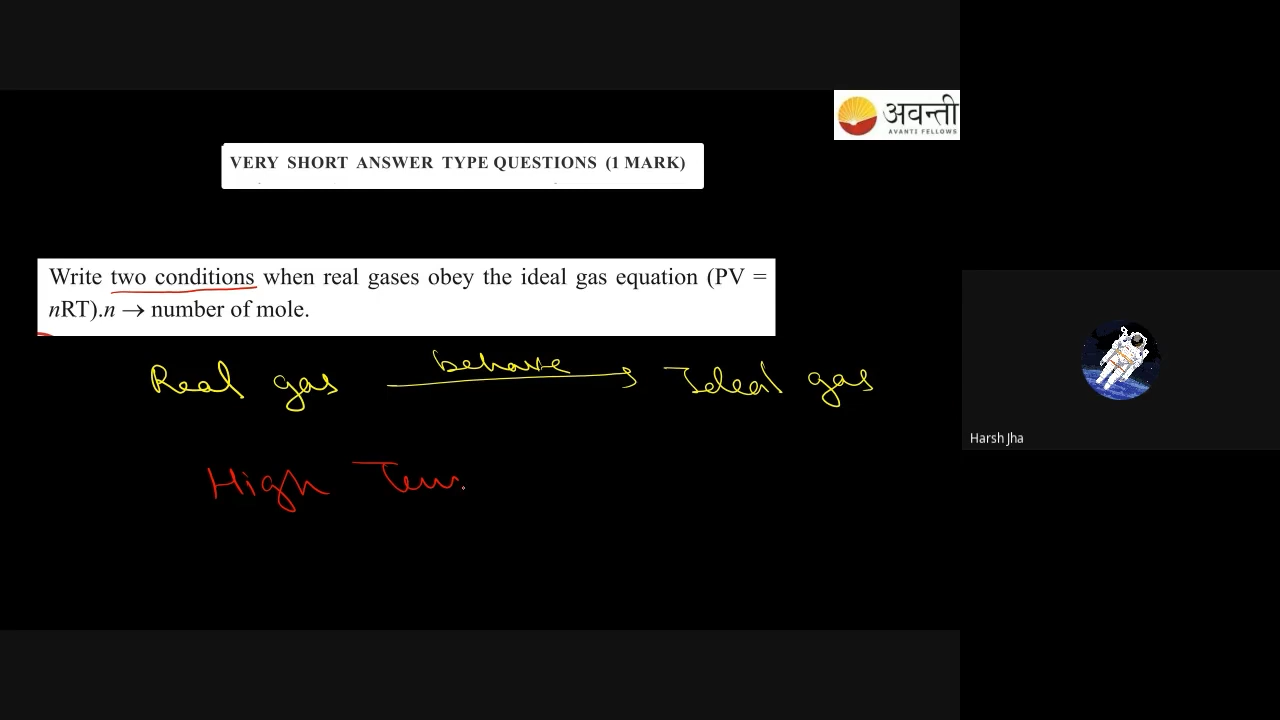 अवन्ती
AVANTI FELLOWS
VERY SHORT ANSWER TYPE QUESTIONS (1 MARK)
Write two conditions when real gases obey the ideal gas equation (PV =
nRT).n → number of mole.
behave
Real gas → Ideal gas
Harsh Jha
High Tem